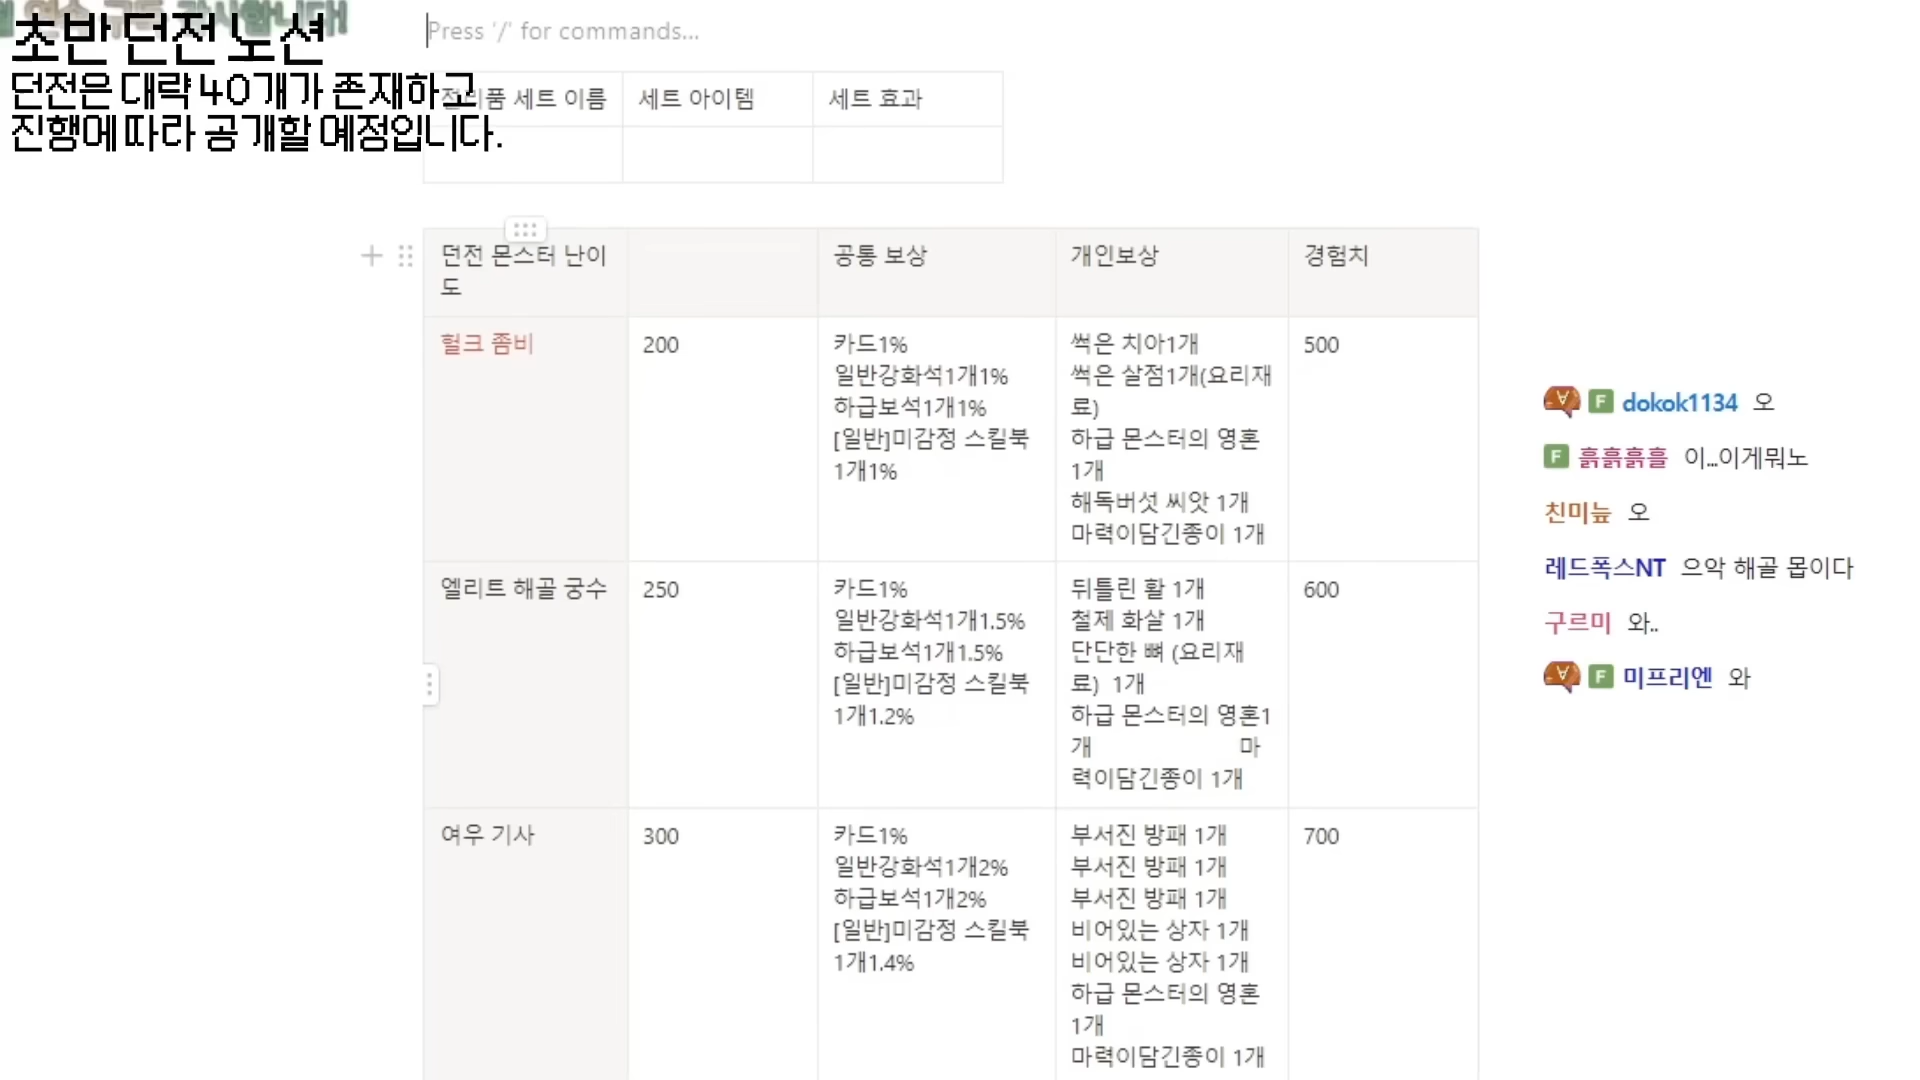 초반 던전 노션
던전은 대략 40개가 존재하고
진행에 따라 공개할 예정입니다.
Press '/' for commands...
세트 이름
세트 아이템
세트 효과
던전 몬스터 난이
도
공통 보상
개인보상
경험치
헐크 좀비
200
카드1%
일반강화석1개1%
하급보석1개1%
[일반]미감정 스킬북
1개1%
썩은 치아1개
썩은 살점1개(요리재
료)
하급 몬스터의 영혼
1개
해독버섯 씨앗 1개
마력이담긴종이 1개
500
엘리트 해골 궁수
250
카드1%
일반강화석1개1.5%
하급보석1개1.5%
[일반]미감정 스킬북
1개1.2%
뒤틀린 활 1개
철제 화살 1개
단단한 뼈 (요리재
료) 1개
하급 몬스터의 영혼1
개 마
력이담긴종이 1개
600
여우 기사
300
카드1%
일반강화석1개2%
하급보석1개2%
[일반]미감정 스킬북
1개1.4%
부서진 방패 1개
부서진 방패 1개
부서진 방패 1개
비어있는 상자 1개
비어있는 상자 1개
하급 몬스터의 영혼
1개
마력이담긴종이 1개
700
F dokok1134 오
F 흙흙흙흘 이...이게뭐노
친미늎 오
레드폭스NT 으악 해골 몹이다
구르미 와..
F 미프리엔 와